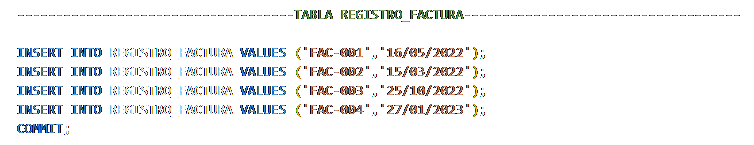 ------------------------------------TABLA REGISTRO_FACTURA------------------------------------
INSERT INTO REGISTRO_FACTURA VALUES ('FAC-001','16/05/2022');
INSERT INTO REGISTRO_FACTURA VALUES ('FAC-002','15/03/2022');
INSERT INTO REGISTRO_FACTURA VALUES ('FAC-003','25/10/2022');
INSERT INTO REGISTRO_FACTURA VALUES ('FAC-004','27/01/2023');
COMMIT;